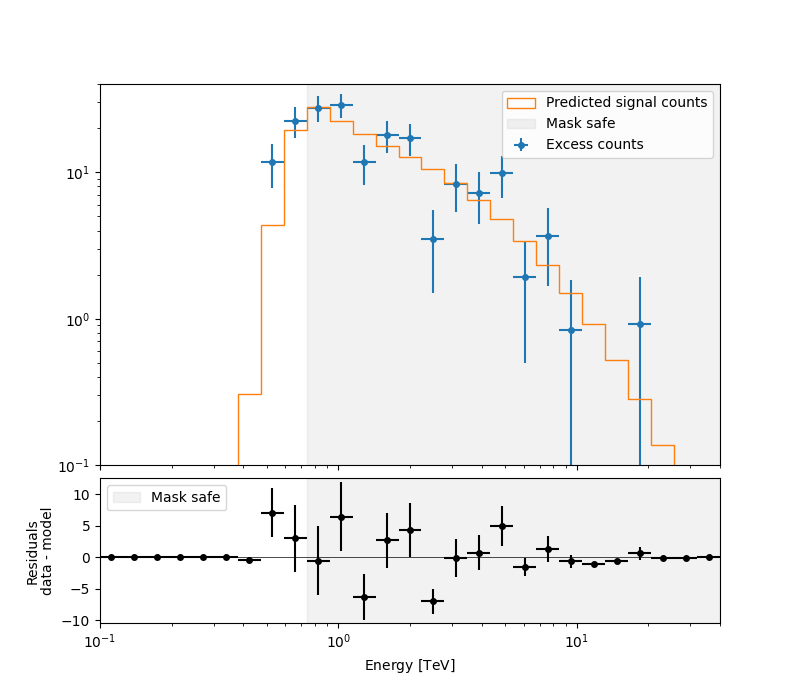 Predicted signal counts
Mask safe
Excess counts
10¹
10⁰
10⁻¹
Mask safe
10
5
0
−5
−10
Residuals
data - model
10⁻¹ 10⁰ 10¹
Energy [TeV]